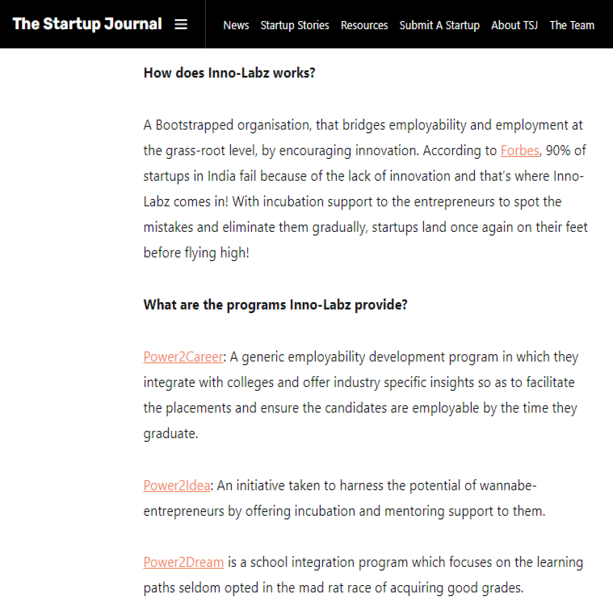 The Startup Journal
News Startup Stories Resources Submit A Startup About TSJ The Team
How does Inno-Labz works?
A Bootstrapped organisation, that bridges employability and employment at
the grass-root level, by encouraging innovation. According to Forbes, 90% of
startups in India fail because of the lack of innovation and that's where Inno-
Labz comes in! With incubation support to the entrepreneurs to spot the
mistakes and eliminate them gradually, startups land once again on their feet
before flying high!
What are the programs Inno-Labz provide?
Power2Career: A generic employability development program in which they
integrate with colleges and offer industry specific insights so as to facilitate
the placements and ensure the candidates are employable by the time they
graduate.
Power2Idea: An initiative taken to harness the potential of wannabe-
entrepreneurs by offering incubation and mentoring support to them.
Power2Dream is a school integration program which focuses on the learning
paths seldom opted in the mad rat race of acquiring good grades.